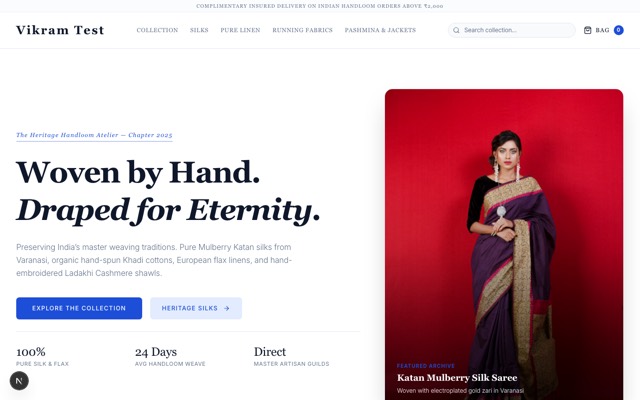 COMPLIMENTARY INSURED DELIVERY ON INDIAN HANDLOOM ORDERS ABOVE ₹2,000
Vikram Test
COLLECTION SILKS PURE LINEN RUNNING FABRICS PASHMINA & JACKETS
Search collection...
BAG 0
The Heritage Handloom Atelier — Chapter 2025
Woven by Hand.
Draped for Eternity.
Preserving India's master weaving traditions. Pure Mulberry Katan silks from
Varanasi, organic hand-spun Khadi cottons, European flax linens, and hand-
embroidered Ladakhi Cashmere shawls.
EXPLORE THE COLLECTION
HERITAGE SILKS →
100% 24 Days Direct
PURE SILK & FLAX AVG HANDLOOM WEAVE MASTER ARTISAN GUILDS
N
FEATURED ARCHIVE
Katan Mulberry Silk Saree
Woven with electroplated gold zari in Varanasi